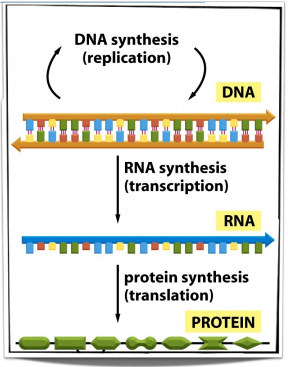 DNA synthesis
(replication)
DNA
RNA synthesis
(transcription)
RNA
protein synthesis
(translation)
PROTEIN